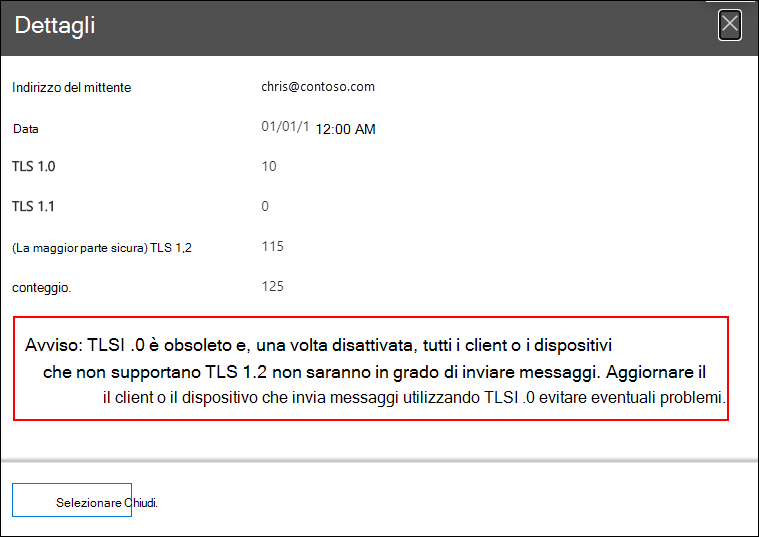 Dettagli
Indirizzo del mittente chris@contoso.com
Data 01/01/1 12:00 AM
TLS 1.0 10
TLS 1.1 0
(La maggior parte sicura) TLS 1,2 115
conteggio. 125
Avviso: TLSI .0 è obsoleto e, una volta disattivata, tutti i client o i dispositivi
che non supportano TLS 1.2 non saranno in grado di inviare messaggi. Aggiornare il
il client o il dispositivo che invia messaggi utilizzando TLSI .0 evitare eventuali problemi.
Selezionare Chiudi.